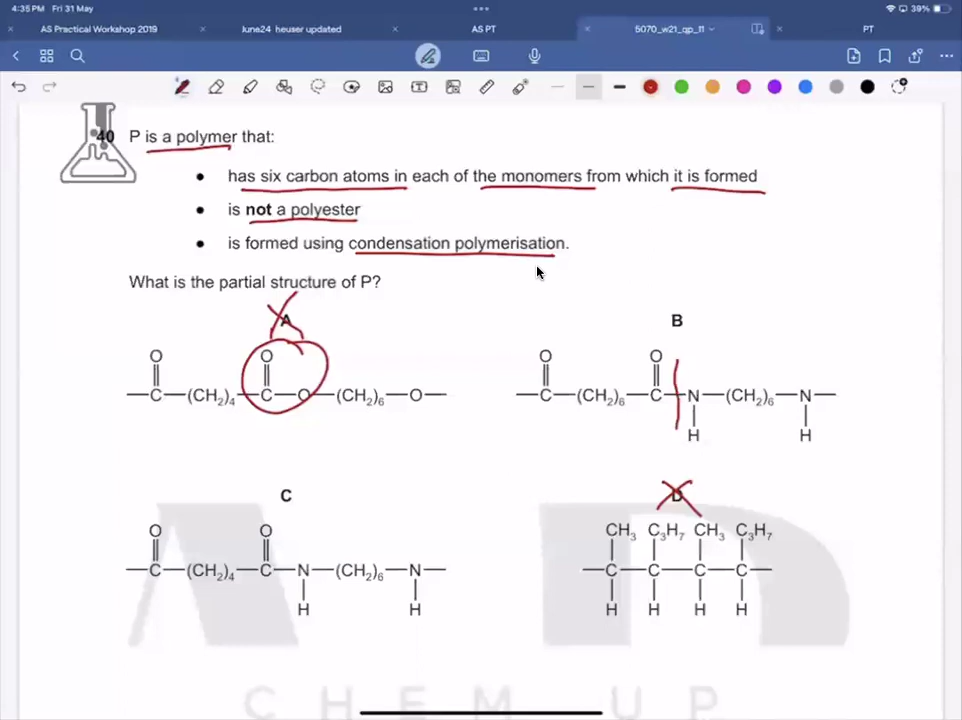 4:35 PM Fri 31 May
39%
AS Practical Workshop 2019
June24 heuser updated
AS PT
5070_w21_qp_11
PT
40 P is a polymer that:
• has six carbon atoms in each of the monomers from which it is formed
• is not a polyester
• is formed using condensation polymerisation.
What is the partial structure of P?
A
B
O O
—C—(CH₂)₄—C—O—(CH₂)₆—O—
O O
—C—(CH₂)₆—C—N—(CH₂)₆—N—
H H
C
D
O O
—C—(CH₂)₄—C—N—(CH₂)₆—N—
H H
CH₃ C₃H₇ CH₃ C₃H₇
—C—C—C—C—
H H H H
CHEM UP